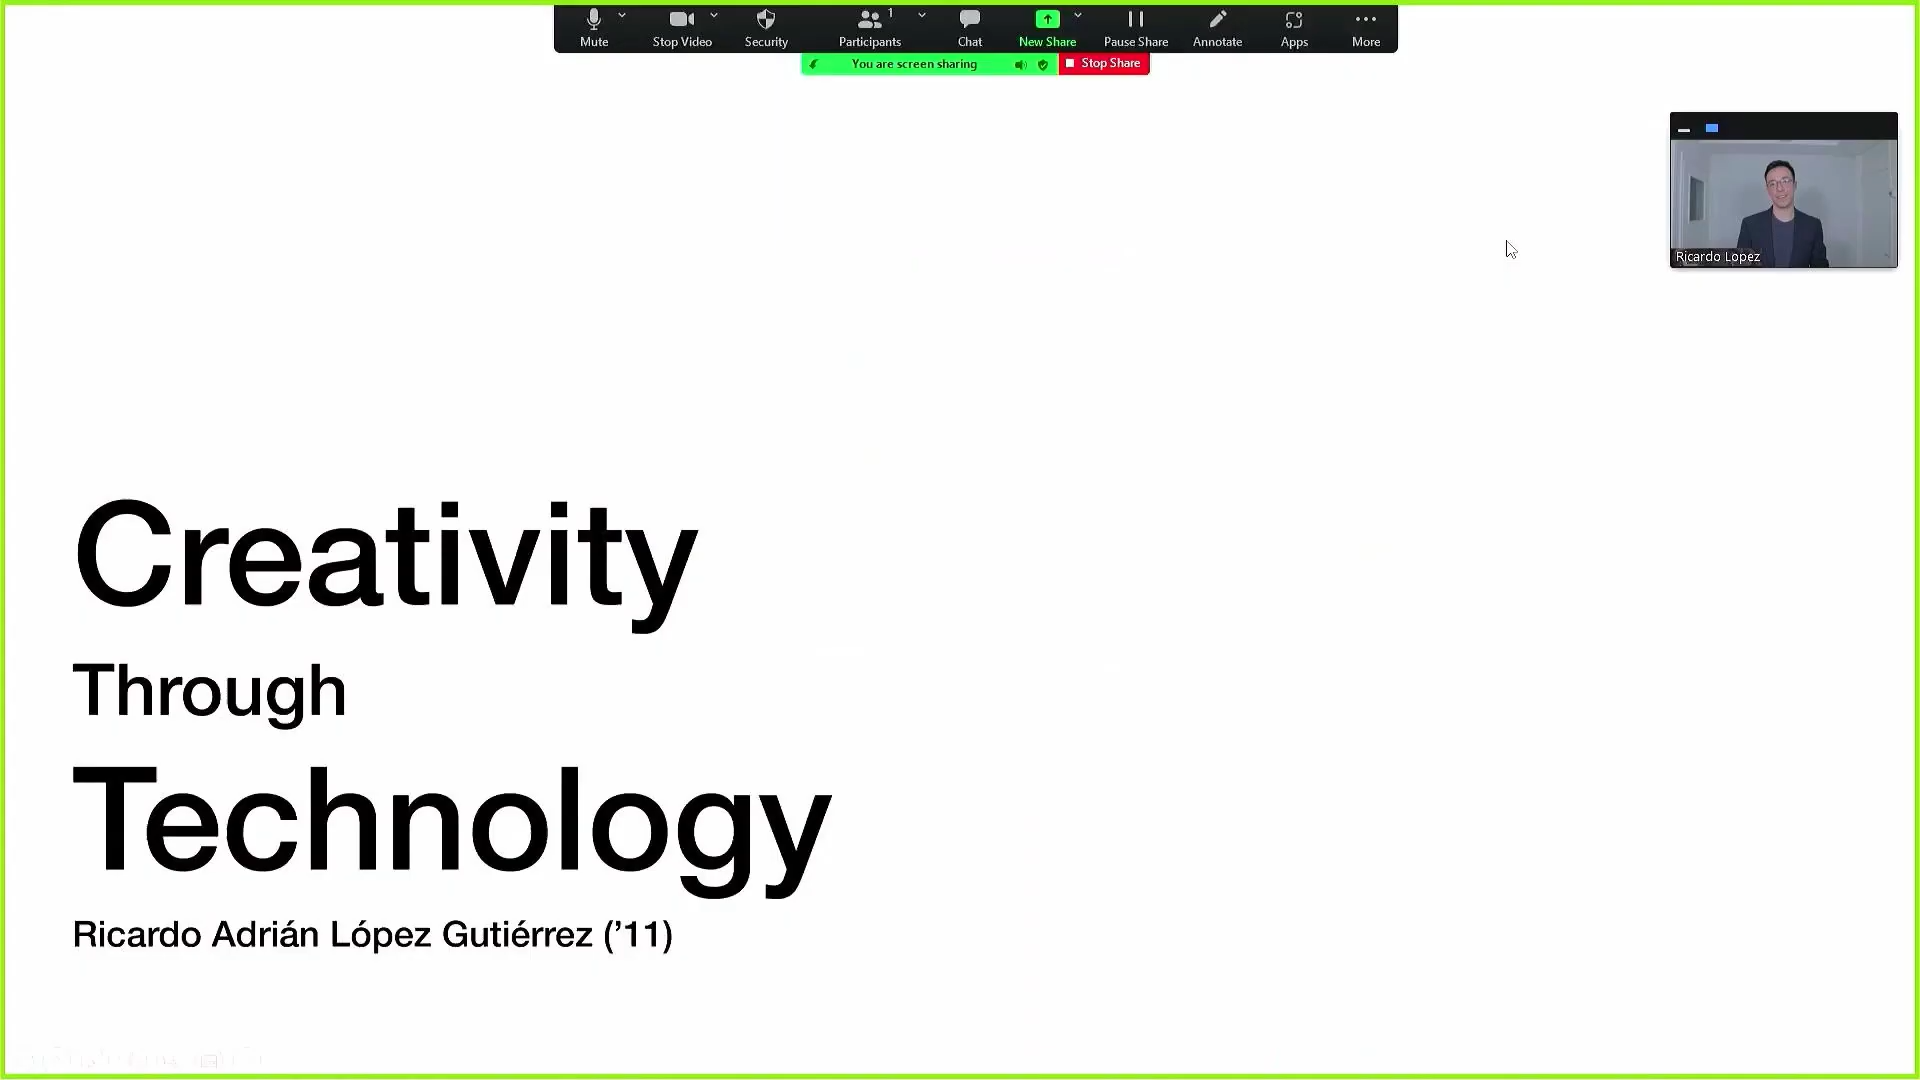 Mute
Stop Video
Security
1
Participants
Chat
New Share
Pause Share
Annotate
Apps
More
You are screen sharing
Stop Share
Ricardo Lopez
Creativity
Through
Technology
Ricardo Adrián López Gutiérrez (’11)